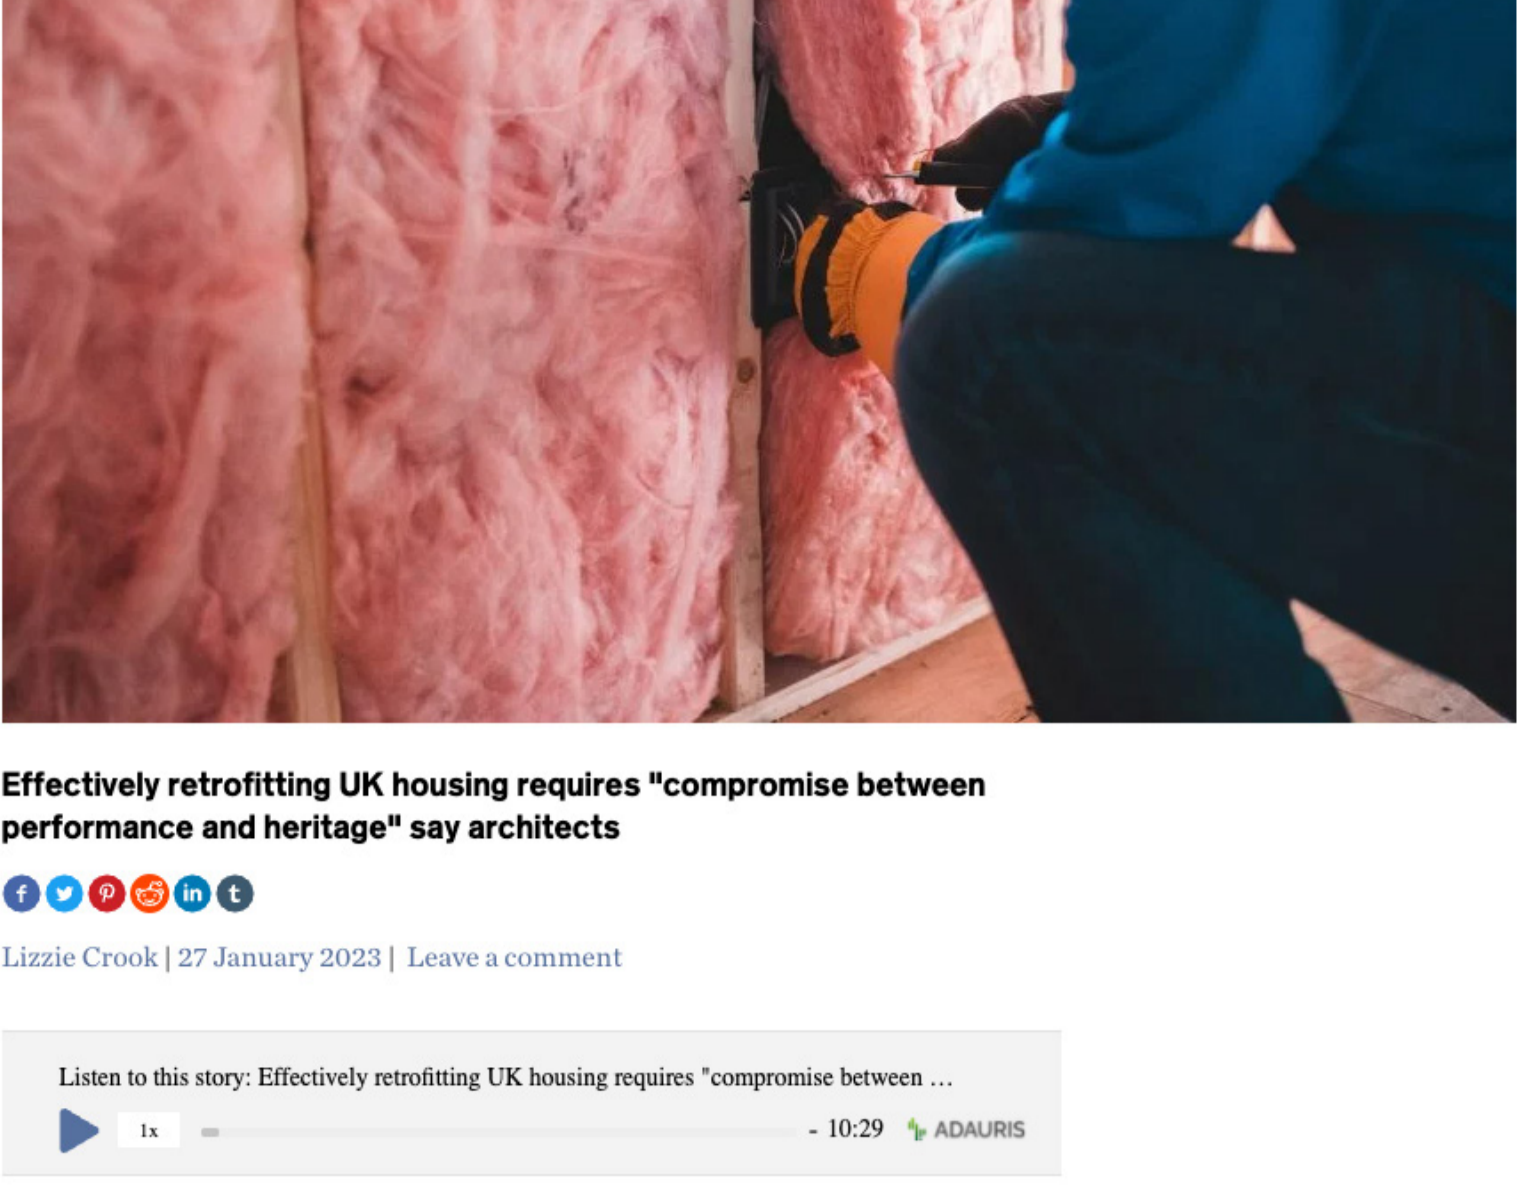 Effectively retrofitting UK housing requires "compromise between
performance and heritage" say architects
f in t
Lizzie Crook | 27 January 2023 | Leave a comment
Listen to this story: Effectively retrofitting UK housing requires "compromise between …
1x - 10:29 ADAURIS